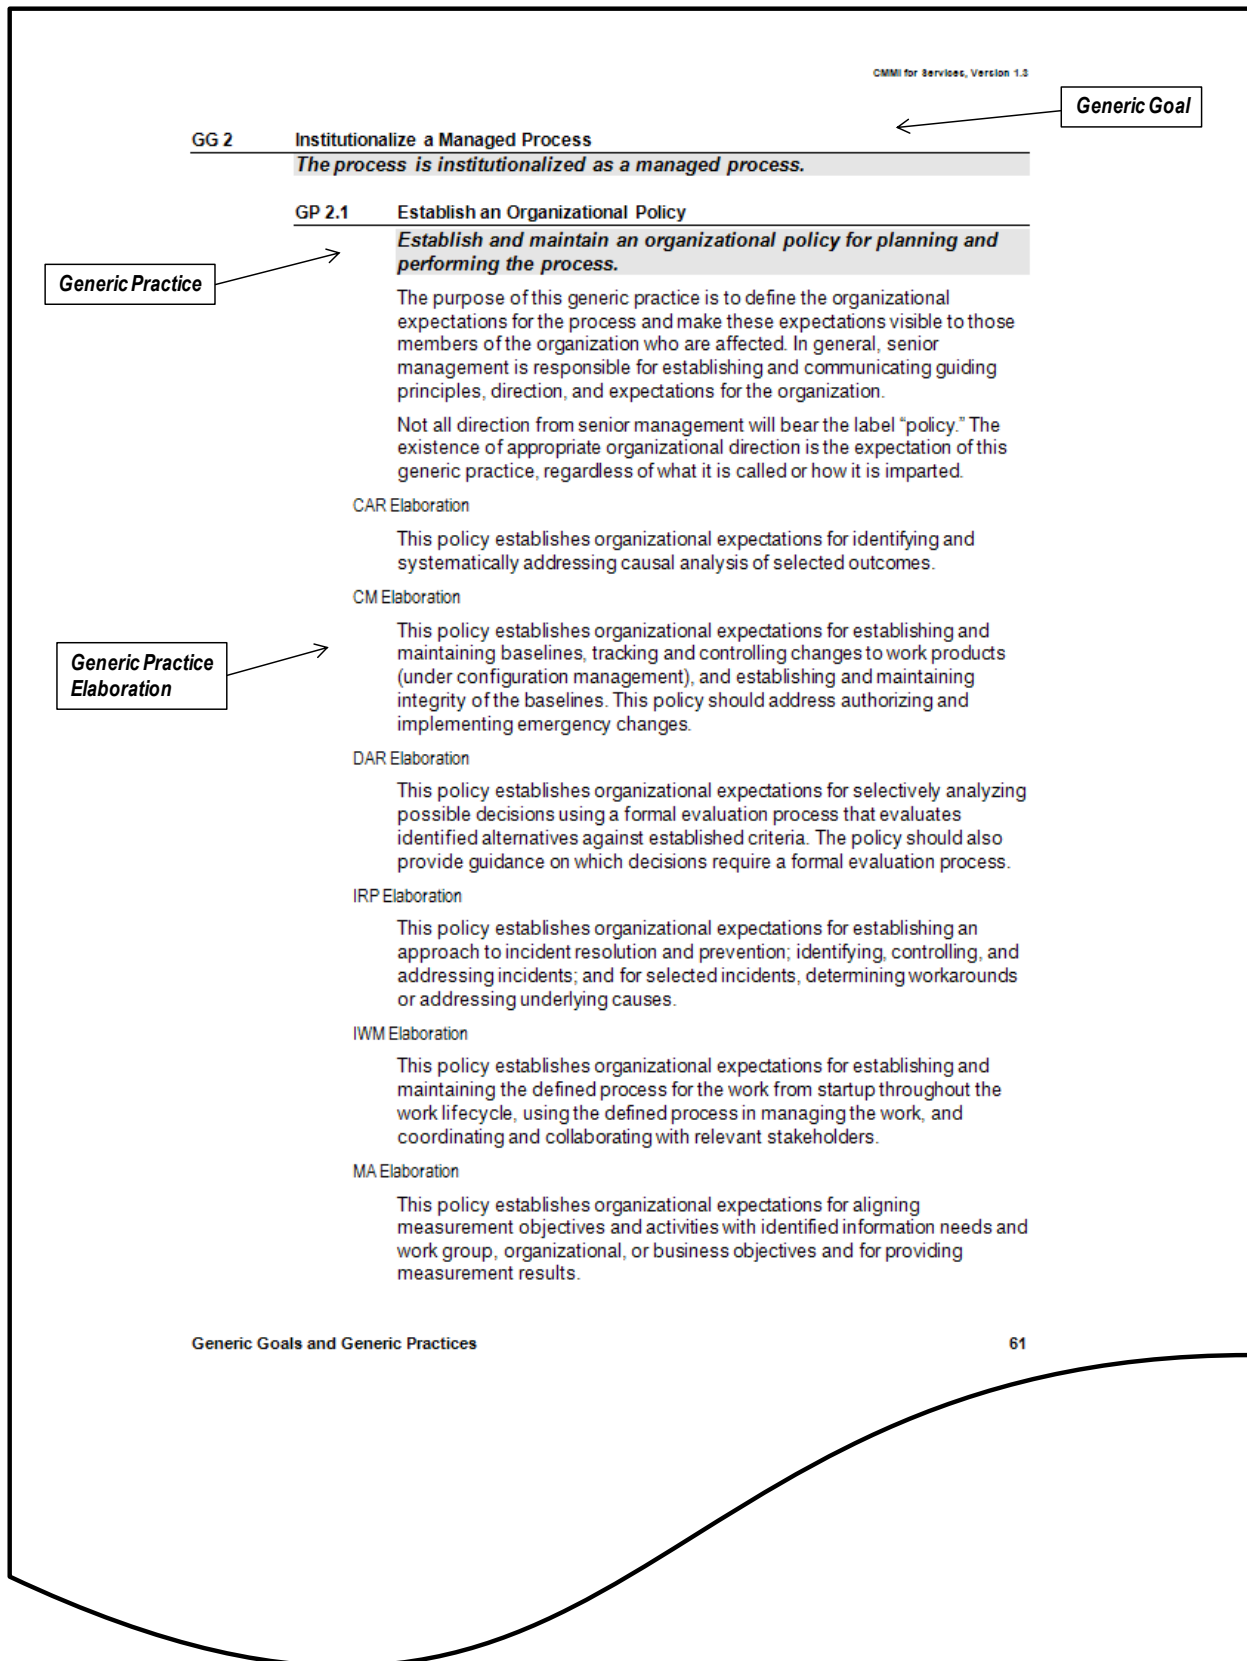 CMMI for Services, Version 1.3
Generic Goal
GG 2 Institutionalize a Managed Process
The process is institutionalized as a managed process.
GP 2.1 Establish an Organizational Policy
Establish and maintain an organizational policy for planning and
performing the process.
Generic Practice
The purpose of this generic practice is to define the organizational
expectations for the process and make these expectations visible to those
members of the organization who are affected. In general, senior
management is responsible for establishing and communicating guiding
principles, direction, and expectations for the organization.
Not all direction from senior management will bear the label “policy.” The
existence of appropriate organizational direction is the expectation of this
generic practice, regardless of what it is called or how it is imparted.
CAR Elaboration
This policy establishes organizational expectations for identifying and
systematically addressing causal analysis of selected outcomes.
CM Elaboration
This policy establishes organizational expectations for establishing and
maintaining baselines, tracking and controlling changes to work products
(under configuration management), and establishing and maintaining
integrity of the baselines. This policy should address authorizing and
implementing emergency changes.
Generic Practice
Elaboration
DAR Elaboration
This policy establishes organizational expectations for selectively analyzing
possible decisions using a formal evaluation process that evaluates
identified alternatives against established criteria. The policy should also
provide guidance on which decisions require a formal evaluation process.
IRP Elaboration
This policy establishes organizational expectations for establishing an
approach to incident resolution and prevention; identifying, controlling, and
addressing incidents; and for selected incidents, determining workarounds
or addressing underlying causes.
IWM Elaboration
This policy establishes organizational expectations for establishing and
maintaining the defined process for the work from startup throughout the
work lifecycle, using the defined process in managing the work, and
coordinating and collaborating with relevant stakeholders.
MA Elaboration
This policy establishes organizational expectations for aligning
measurement objectives and activities with identified information needs and
work group, organizational, or business objectives and for providing
measurement results.
Generic Goals and Generic Practices 61